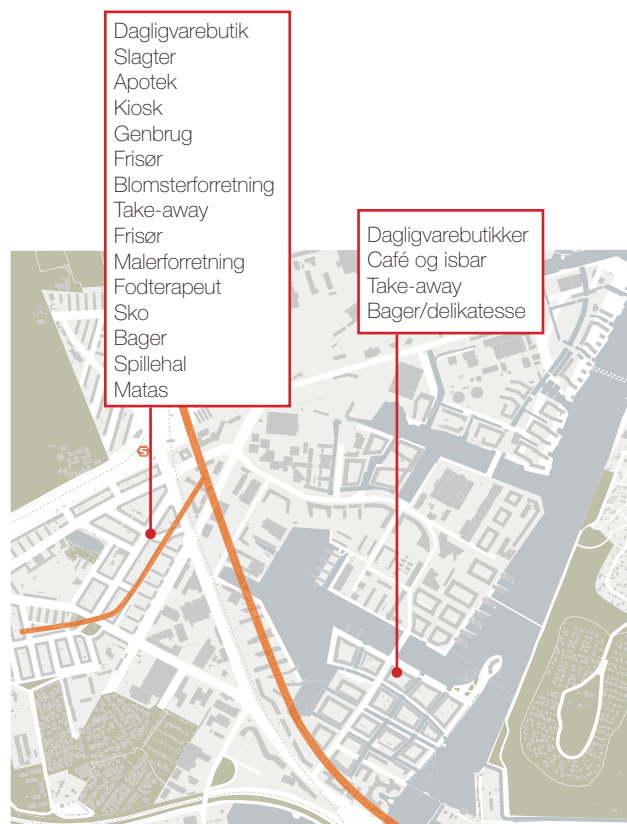 Dagligvarebutik
Slagter
Apotek
Kiosk
Genbrug
Frisør
Blomsterforretning
Take-away
Frisør
Malerforretning
Fodterapeut
Sko
Bager
Spillehal
Matas
Dagligvarebutikker
Café og isbar
Take-away
Bager/delikatesse
S